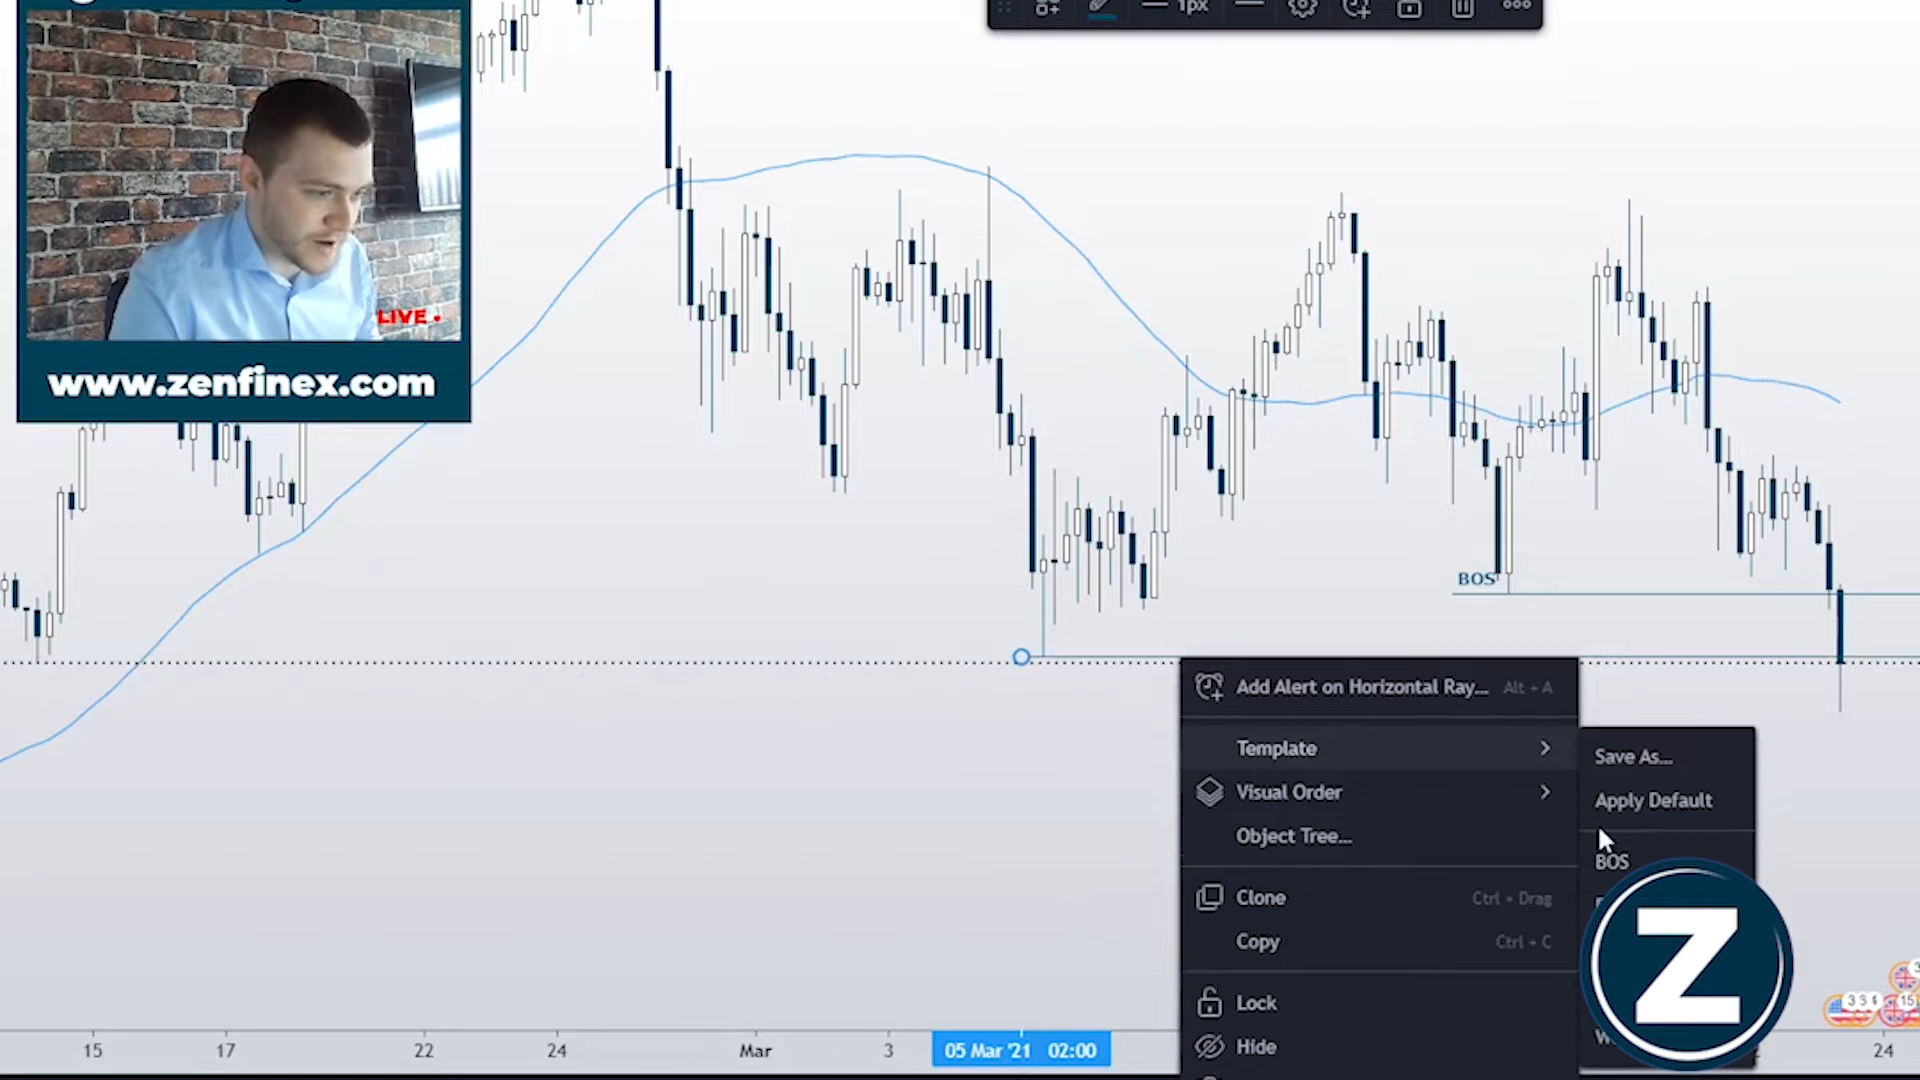 1px
LIVE
www.zenfinex.com
BOS
Add Alert on Horizontal Ray... Alt + A
Template
Visual Order
Object Tree...
Clone Ctrl + Drag
Copy Ctrl + C
Lock
Hide
Save As...
Apply Default
BOS
Z
15
15 17 22 24 Mar 3 05 Mar '21 02:00 24